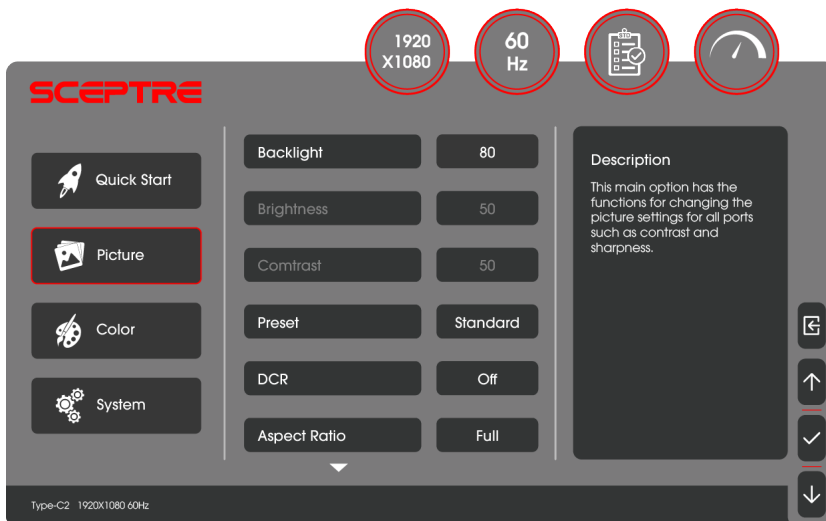 1920
X1080
60
Hz
SCEPTRE
Quick Start
Picture
Color
System
Backlight
80
Brightness
50
Comtrast
50
Preset
Standard
DCR
Off
Aspect Ratio
Full
Description
This main option has the
functions for changing the
picture settings for all ports
such as contrast and
sharpness.
Type-C2 1920X1080 60Hz